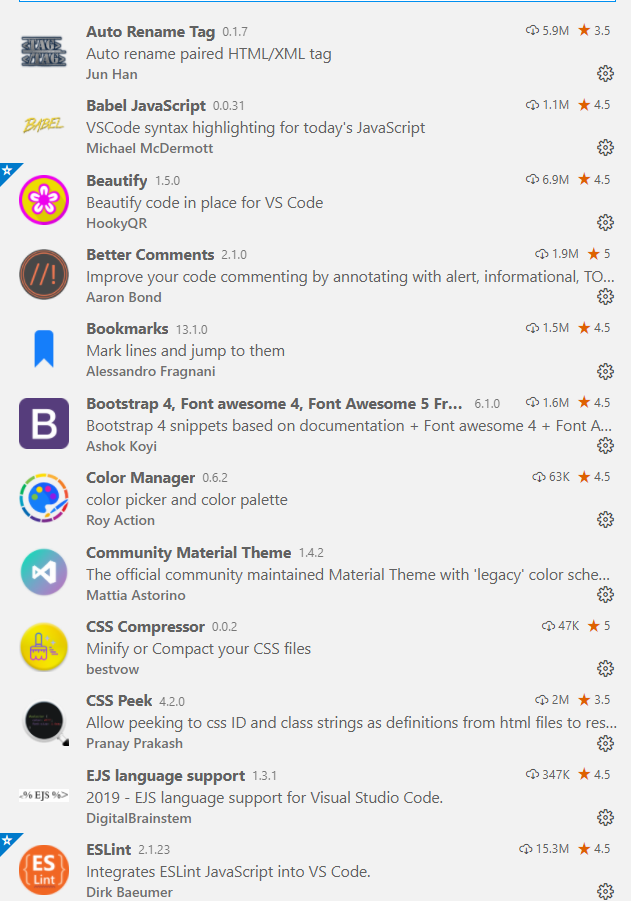 Auto Rename Tag 0.1.7 5.9M 3.5
Auto rename paired HTML/XML tag
Jun Han
BABEL
Babel JavaScript 0.0.31 1.1M 4.5
VSCode syntax highlighting for today's JavaScript
Michael McDermott
Beautify 1.5.0 6.9M 4.5
Beautify code in place for VS Code
HookyQR
//!
Better Comments 2.1.0 1.9M 5
Improve your code commenting by annotating with alert, informational, TO...
Aaron Bond
Bookmarks 13.1.0 1.5M 4.5
Mark lines and jump to them
Alessandro Fragnani
B
Bootstrap 4, Font awesome 4, Font Awesome 5 Fr... 6.1.0 1.6M 4.5
Bootstrap 4 snippets based on documentation + Font awesome 4 + Font A...
Ashok Koyi
Color Manager 0.6.2 63K 4.5
color picker and color palette
Roy Action
Community Material Theme 1.4.2
The official community maintained Material Theme with 'legacy' color sche...
Mattia Astorino
CSS Compressor 0.0.2 47K 5
Minify or Compact your CSS files
bestvow
CSS Peek 4.2.0 2M 3.5
Allow peeking to css ID and class strings as definitions from html files to res...
Pranay Prakash
<% EJS %>
EJS language support 1.3.1 347K 4.5
2019 - EJS language support for Visual Studio Code.
DigitalBrainstem
ES
Lint
ESLint 2.1.23 15.3M 4.5
Integrates ESLint JavaScript into VS Code.
Dirk Baeumer